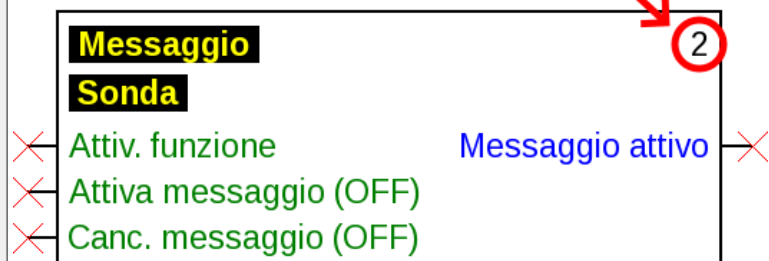 Messaggio 2
Sonda
Attiv. funzione Messaggio attivo
Attiva messaggio (OFF)
Canc. messaggio (OFF)